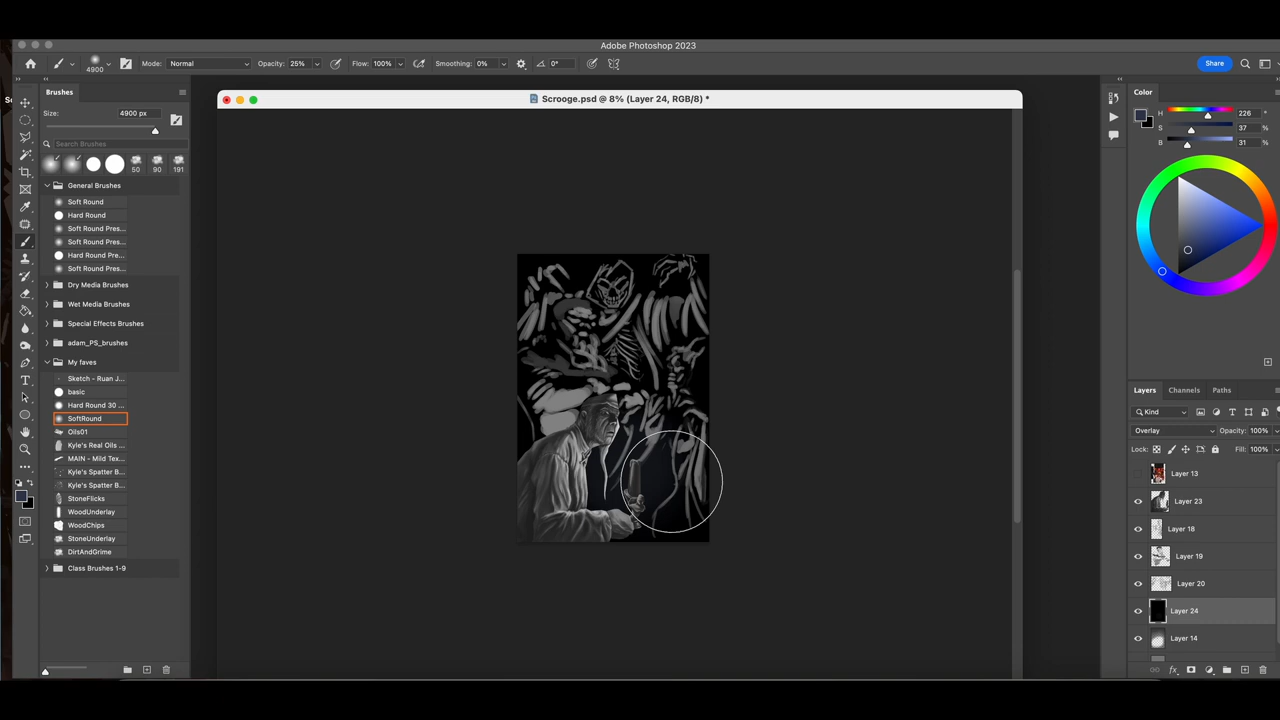 Adobe Photoshop 2023
4900
Mode: Normal
Opacity: 25%
Flow: 100%
Smoothing: 0%
0°
Share
Brushes
Size: 4900 px
Search Brushes
50 90 191
General Brushes
Soft Round
Hard Round
Soft Round Pres...
Soft Round Pres...
Hard Round Pre...
Soft Round Pres...
Dry Media Brushes
Wet Media Brushes
Special Effects Brushes
adam_PS_brushes
My faves
Sketch - Ruan J...
basic
Hard Round 30 ...
SoftRound
Oils01
Kyle's Real Oils ...
MAIN - Mild Tex...
Kyle's Spatter B...
Kyle's Spatter B...
StoneFlicks
WoodUnderlay
WoodChips
StoneUnderlay
DirtAndGrime
Class Brushes 1-9
Scrooge.psd @ 8% (Layer 24, RGB/8) *
Color
H 226 °
S 37 %
B 31 %
Layers Channels Paths
Kind
Overlay Opacity: 100%
Lock: Fill: 100%
Layer 13
Layer 23
Layer 18
Layer 19
Layer 20
Layer 24
Layer 14